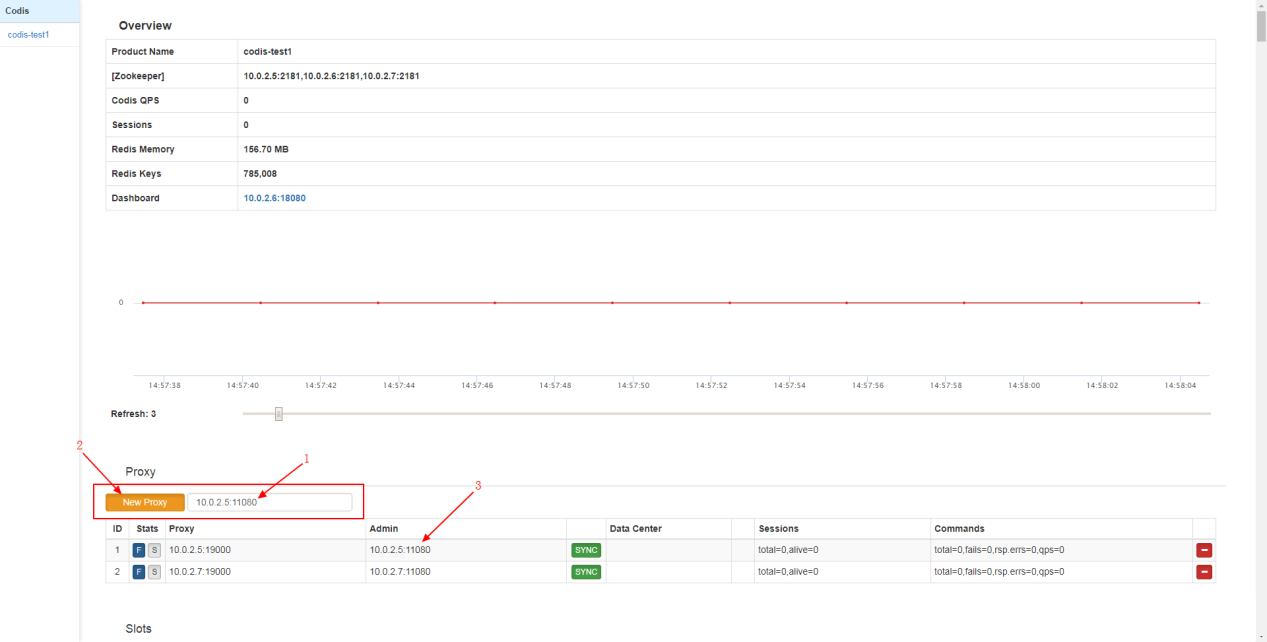 Codis
codis-test1
Overview
Product Name codis-test1
[Zookeeper] 10.0.2.5:2181,10.0.2.6:2181,10.0.2.7:2181
Codis QPS 0
Sessions 0
Redis Memory 156.70 MB
Redis Keys 785,008
Dashboard 10.0.2.6:18080
0
14:57:38 14:57:40 14:57:42 14:57:44 14:57:46 14:57:48 14:57:50 14:57:52 14:57:54 14:57:56 14:57:58 14:58:00 14:58:02 14:58:04
Refresh: 3
2
1
Proxy
3
New Proxy 10.0.2.5:11080
ID Stats Proxy Admin Data Center Sessions Commands
1 F S 10.0.2.5:19000 10.0.2.5:11080 SYNC total=0,alive=0 total=0,fails=0,rsp.errs=0,qps=0
2 F S 10.0.2.7:19000 10.0.2.7:11080 SYNC total=0,alive=0 total=0,fails=0,rsp.errs=0,qps=0
Slots